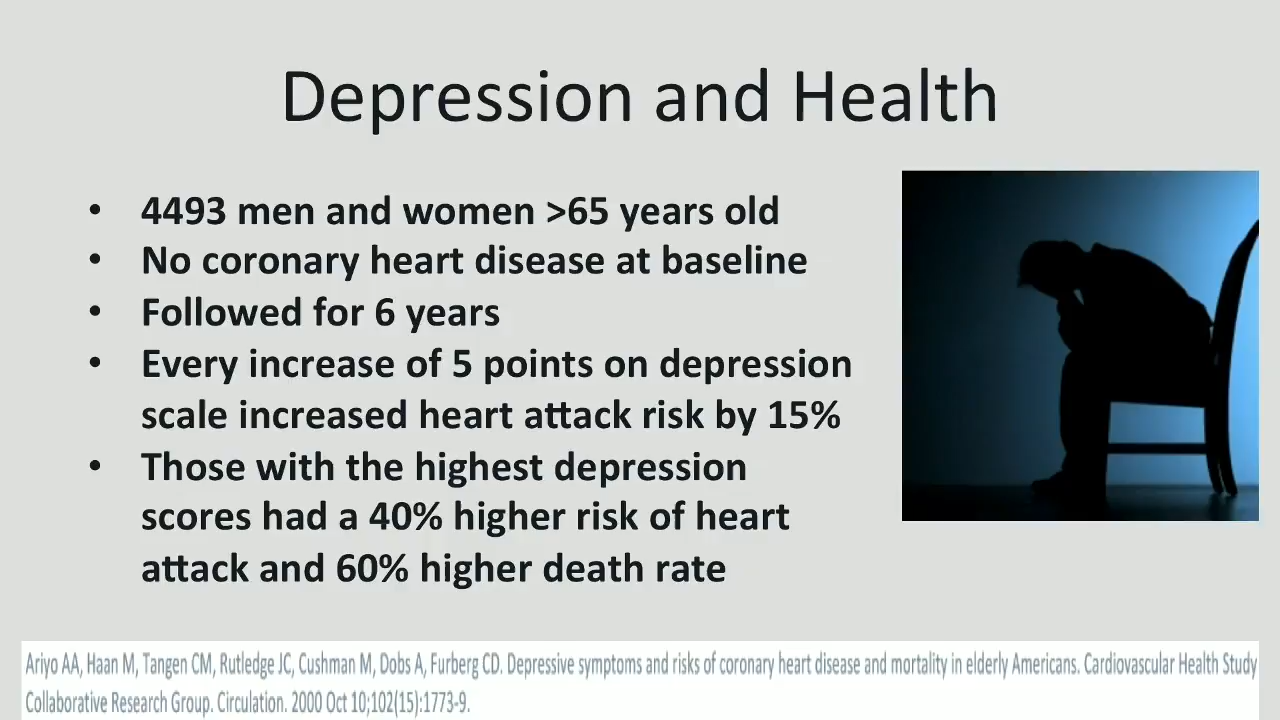 Depression and Health
• 4493 men and women >65 years old
• No coronary heart disease at baseline
• Followed for 6 years
• Every increase of 5 points on depression
scale increased heart attack risk by 15%
• Those with the highest depression
scores had a 40% higher risk of heart
attack and 60% higher death rate
Ariyo AA, Haan M, Tangen CM, Rutledge JC, Cushman M, Dobs A, Furberg CD. Depressive symptoms and risks of coronary heart disease and mortality in elderly Americans. Cardiovascular Health Study
Collaborative Research Group. Circulation. 2000 Oct 10;102(15):1773-9.